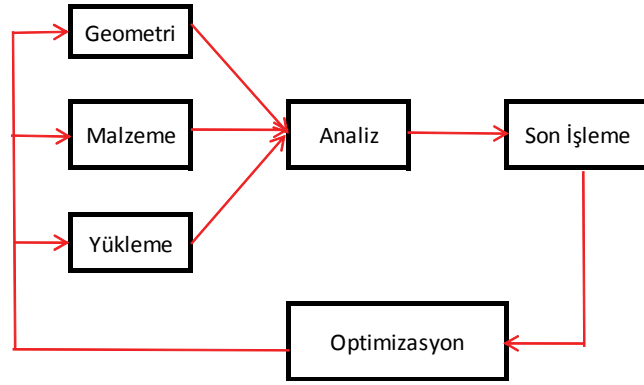 Geometri
Malzeme
Analiz
Son İşleme
Yükleme
Optimizasyon